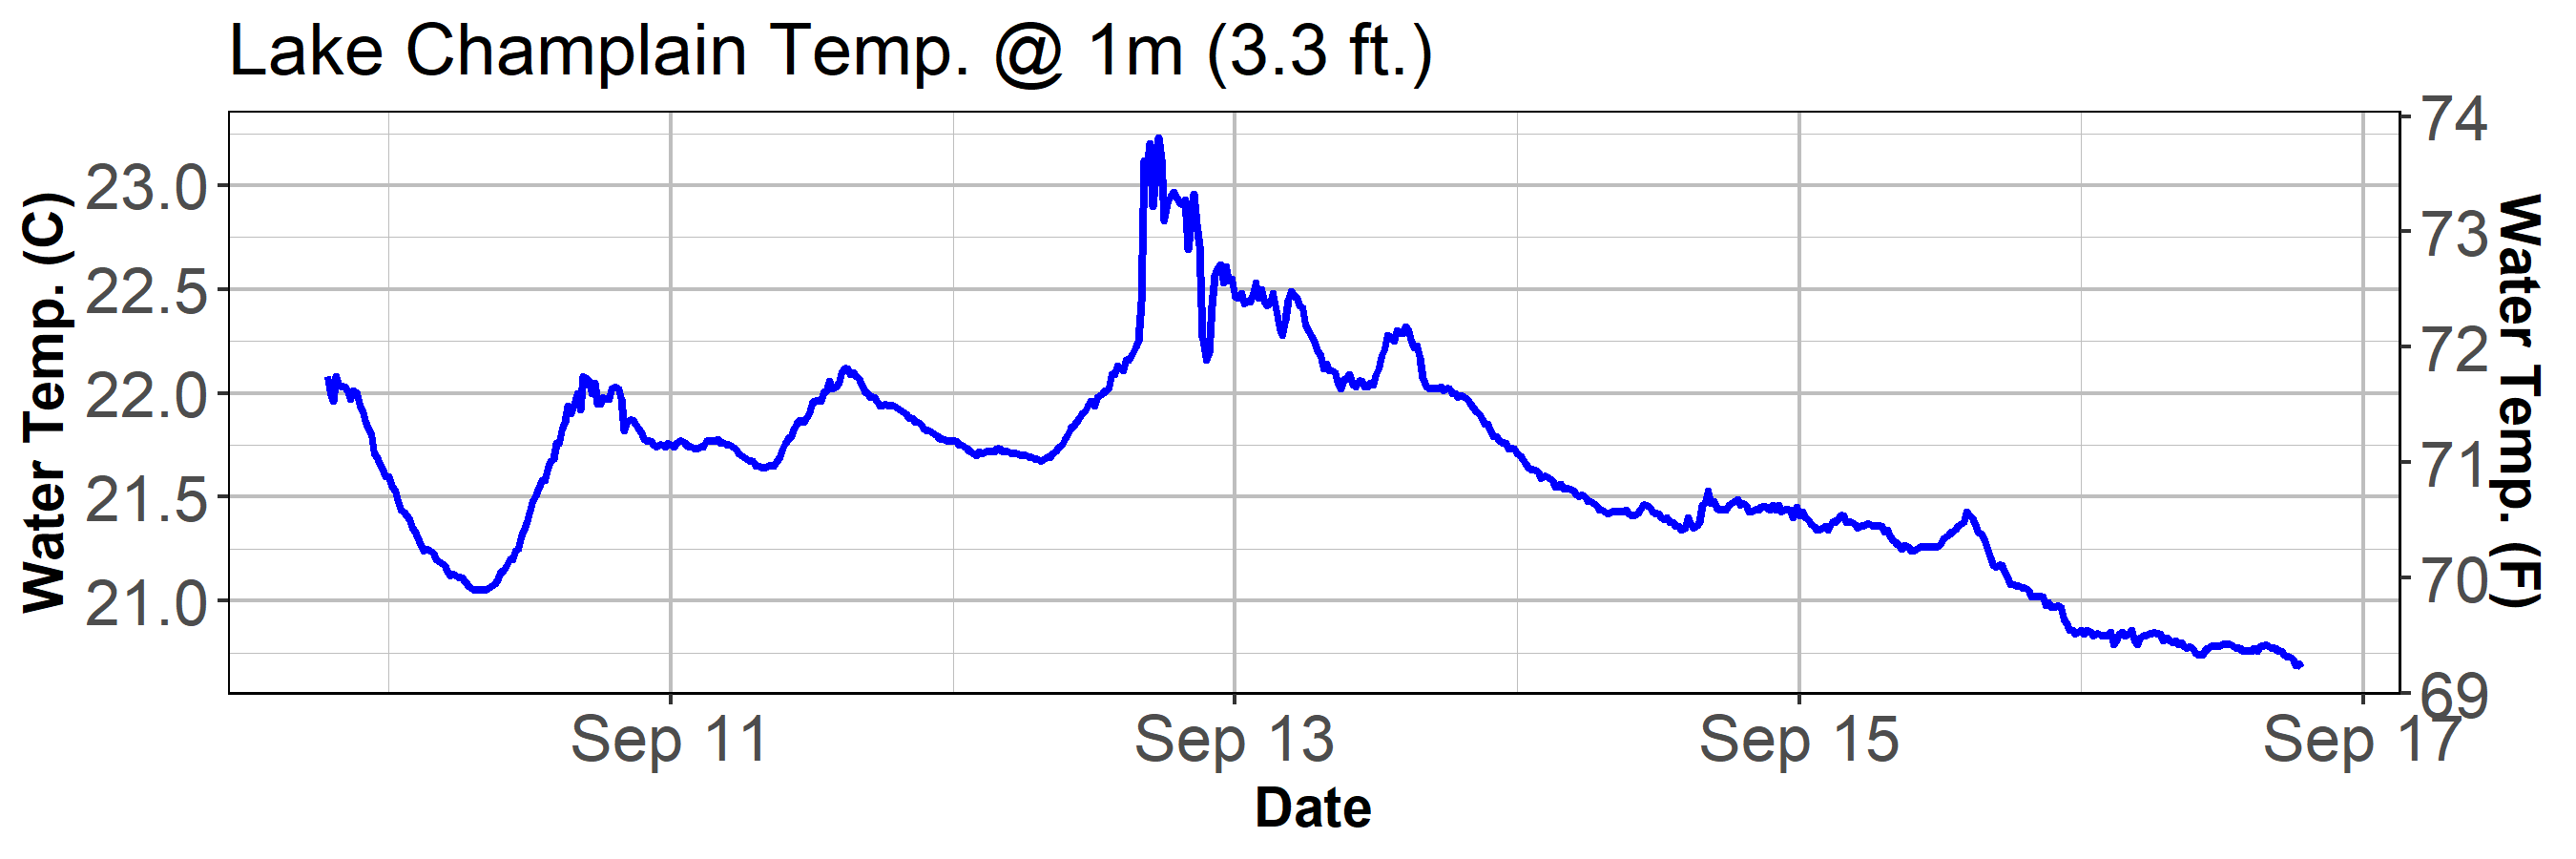 Lake Champlain Temp. @ 1m (3.3 ft.)
Water Temp. (C)
23.0
22.5
22.0
21.5
21.0
74
73
72
71
70
69
Water Temp. (F)
Sep 11 Sep 13 Sep 15 Sep 17
Date